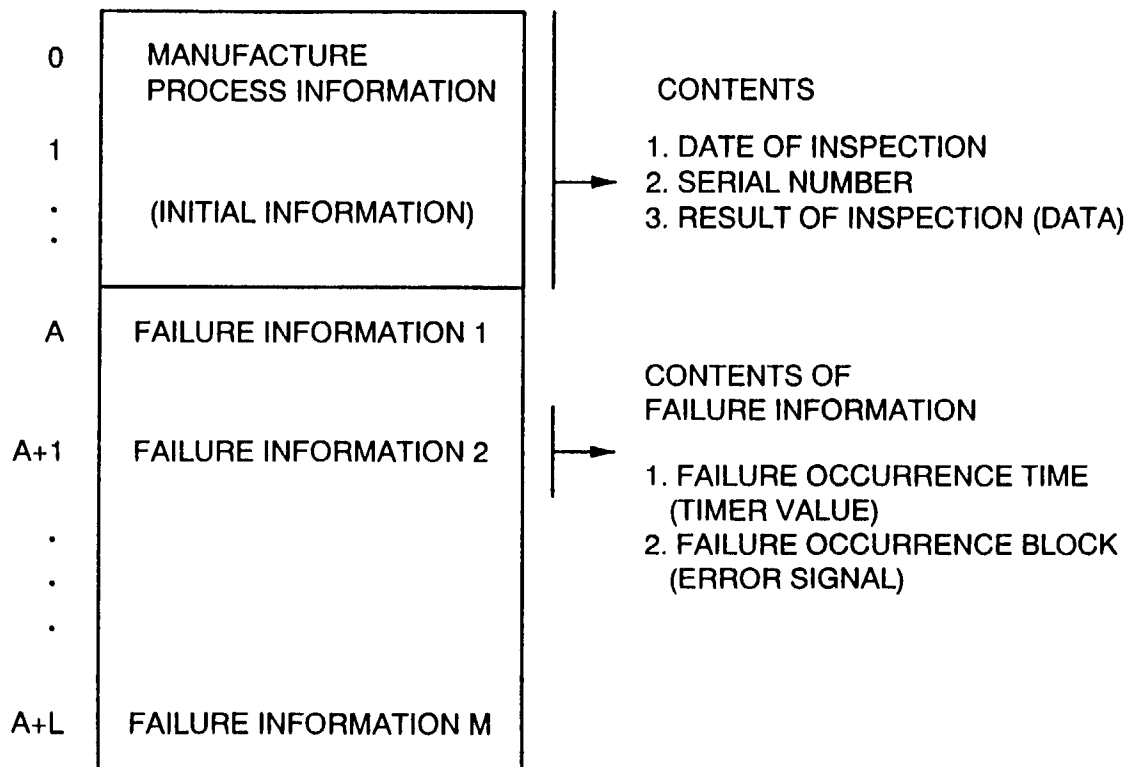 0 MANUFACTURE
PROCESS INFORMATION
1
(INITIAL INFORMATION)
CONTENTS
1. DATE OF INSPECTION
2. SERIAL NUMBER
3. RESULT OF INSPECTION (DATA)
A FAILURE INFORMATION 1
A+1 FAILURE INFORMATION 2
CONTENTS OF
FAILURE INFORMATION
1. FAILURE OCCURRENCE TIME
(TIMER VALUE)
2. FAILURE OCCURRENCE BLOCK
(ERROR SIGNAL)
A+L FAILURE INFORMATION M